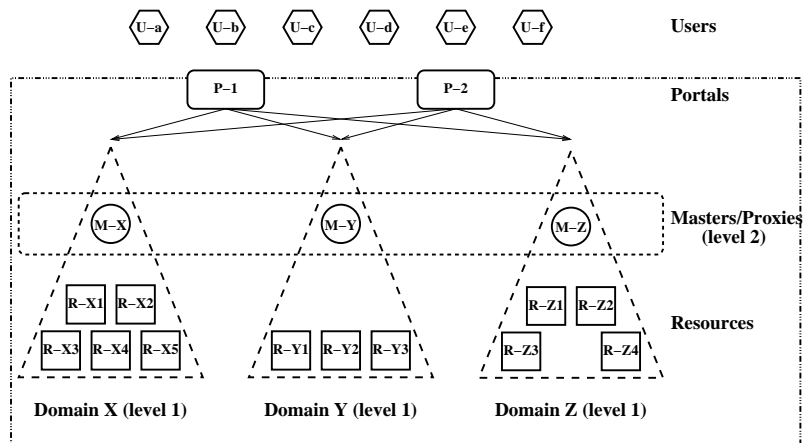 U–a U–b U–c U–d U–e U–f Users
P–1 P–2
Portals
M–X M–Y M–Z
Masters/Proxies
(level 2)
R–X1 R–X2 R–Z1 R–Z2
Resources
R–X3 R–X4 R–X5 R–Y1 R–Y2 R–Y3 R–Z3 R–Z4
Domain X (level 1) Domain Y (level 1) Domain Z (level 1)